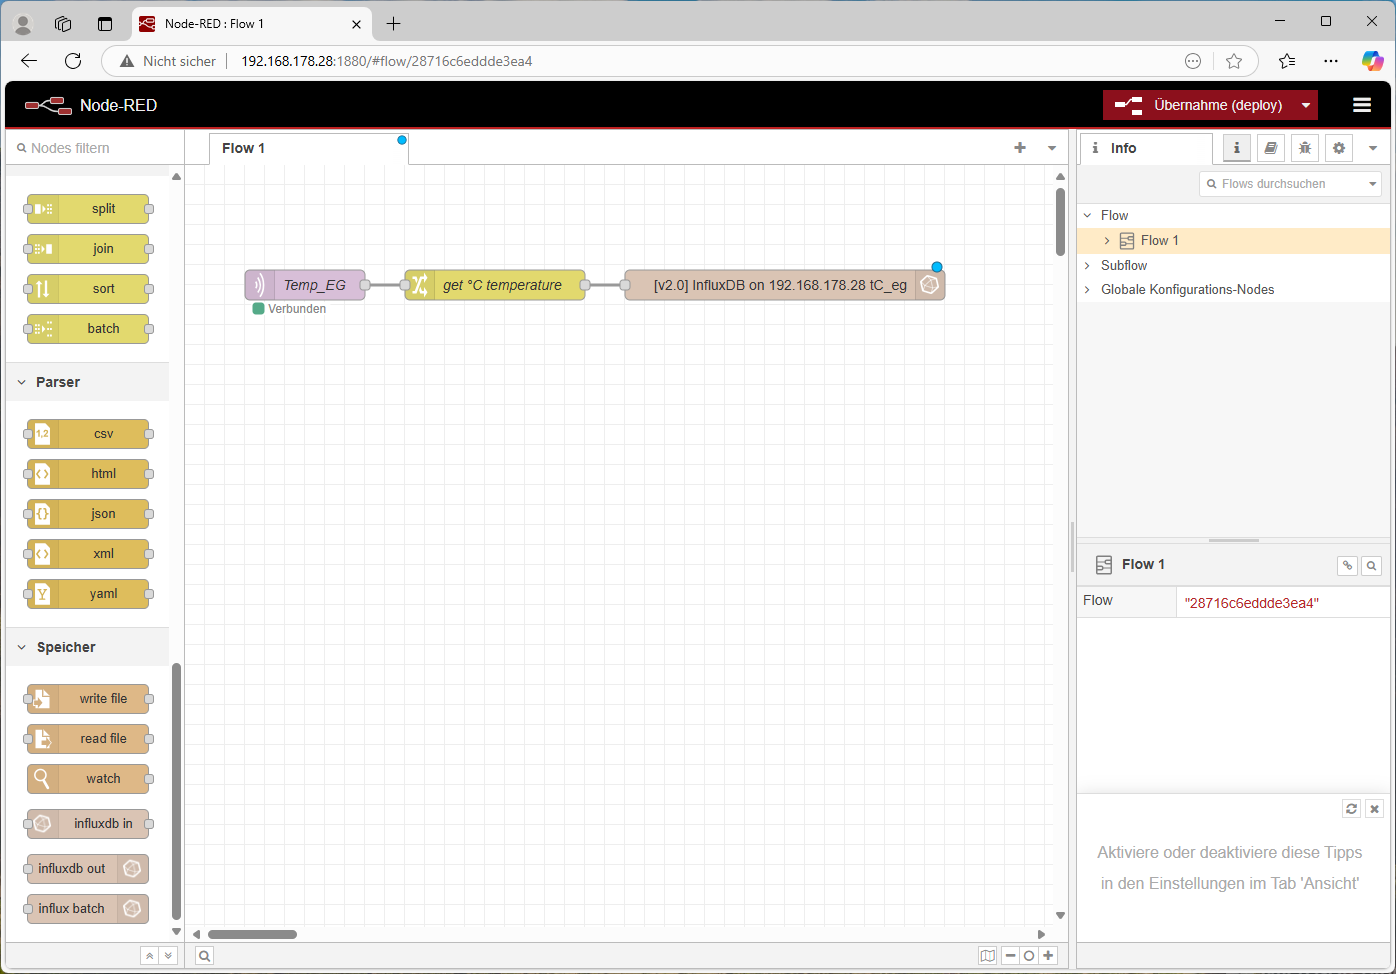 Node-RED : Flow 1
Nicht sicher 192.168.178.28:1880/#flow/28716c6eddde3ea4
Node-RED
Übernahme (deploy)
Nodes filtern
Flow 1
Info
split
join
sort
batch
Parser
1,2 csv
html
json
xml
Y yaml
Speicher
write file
read file
watch
influxdb in
influxdb out
influx batch
Temp_EG
Verbunden
get °C temperature
[v2.0] InfluxDB on 192.168.178.28 tC_eg
Flows durchsuchen
Flow
Flow 1
Subflow
Globale Konfigurations-Nodes
Flow 1
Flow "28716c6eddde3ea4"
Aktiviere oder deaktiviere diese Tipps
in den Einstellungen im Tab 'Ansicht'